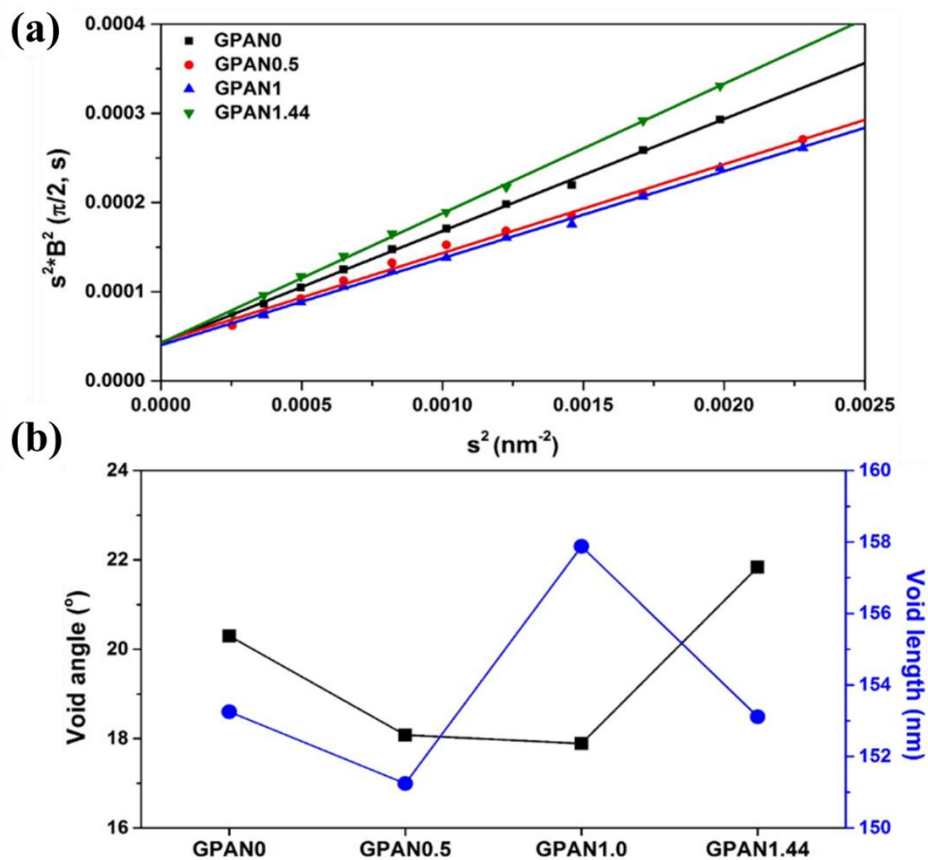 (a)
0.0004
0.0003
0.0002
0.0001
0.0000
s²*B² (π/2, s)
GPAN0
GPAN0.5
GPAN1
GPAN1.44
0.0000 0.0005 0.0010 0.0015 0.0020 0.0025
s² (nm⁻²)
(b)
24
22
20
18
16
Void angle (°)
160
158
156
154
152
150
Void length (nm)
GPAN0 GPAN0.5 GPAN1.0 GPAN1.44